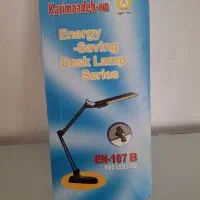 Karimzadeh-IND
Energy
-Saving
Desk Lamp
Series
EN-107 B